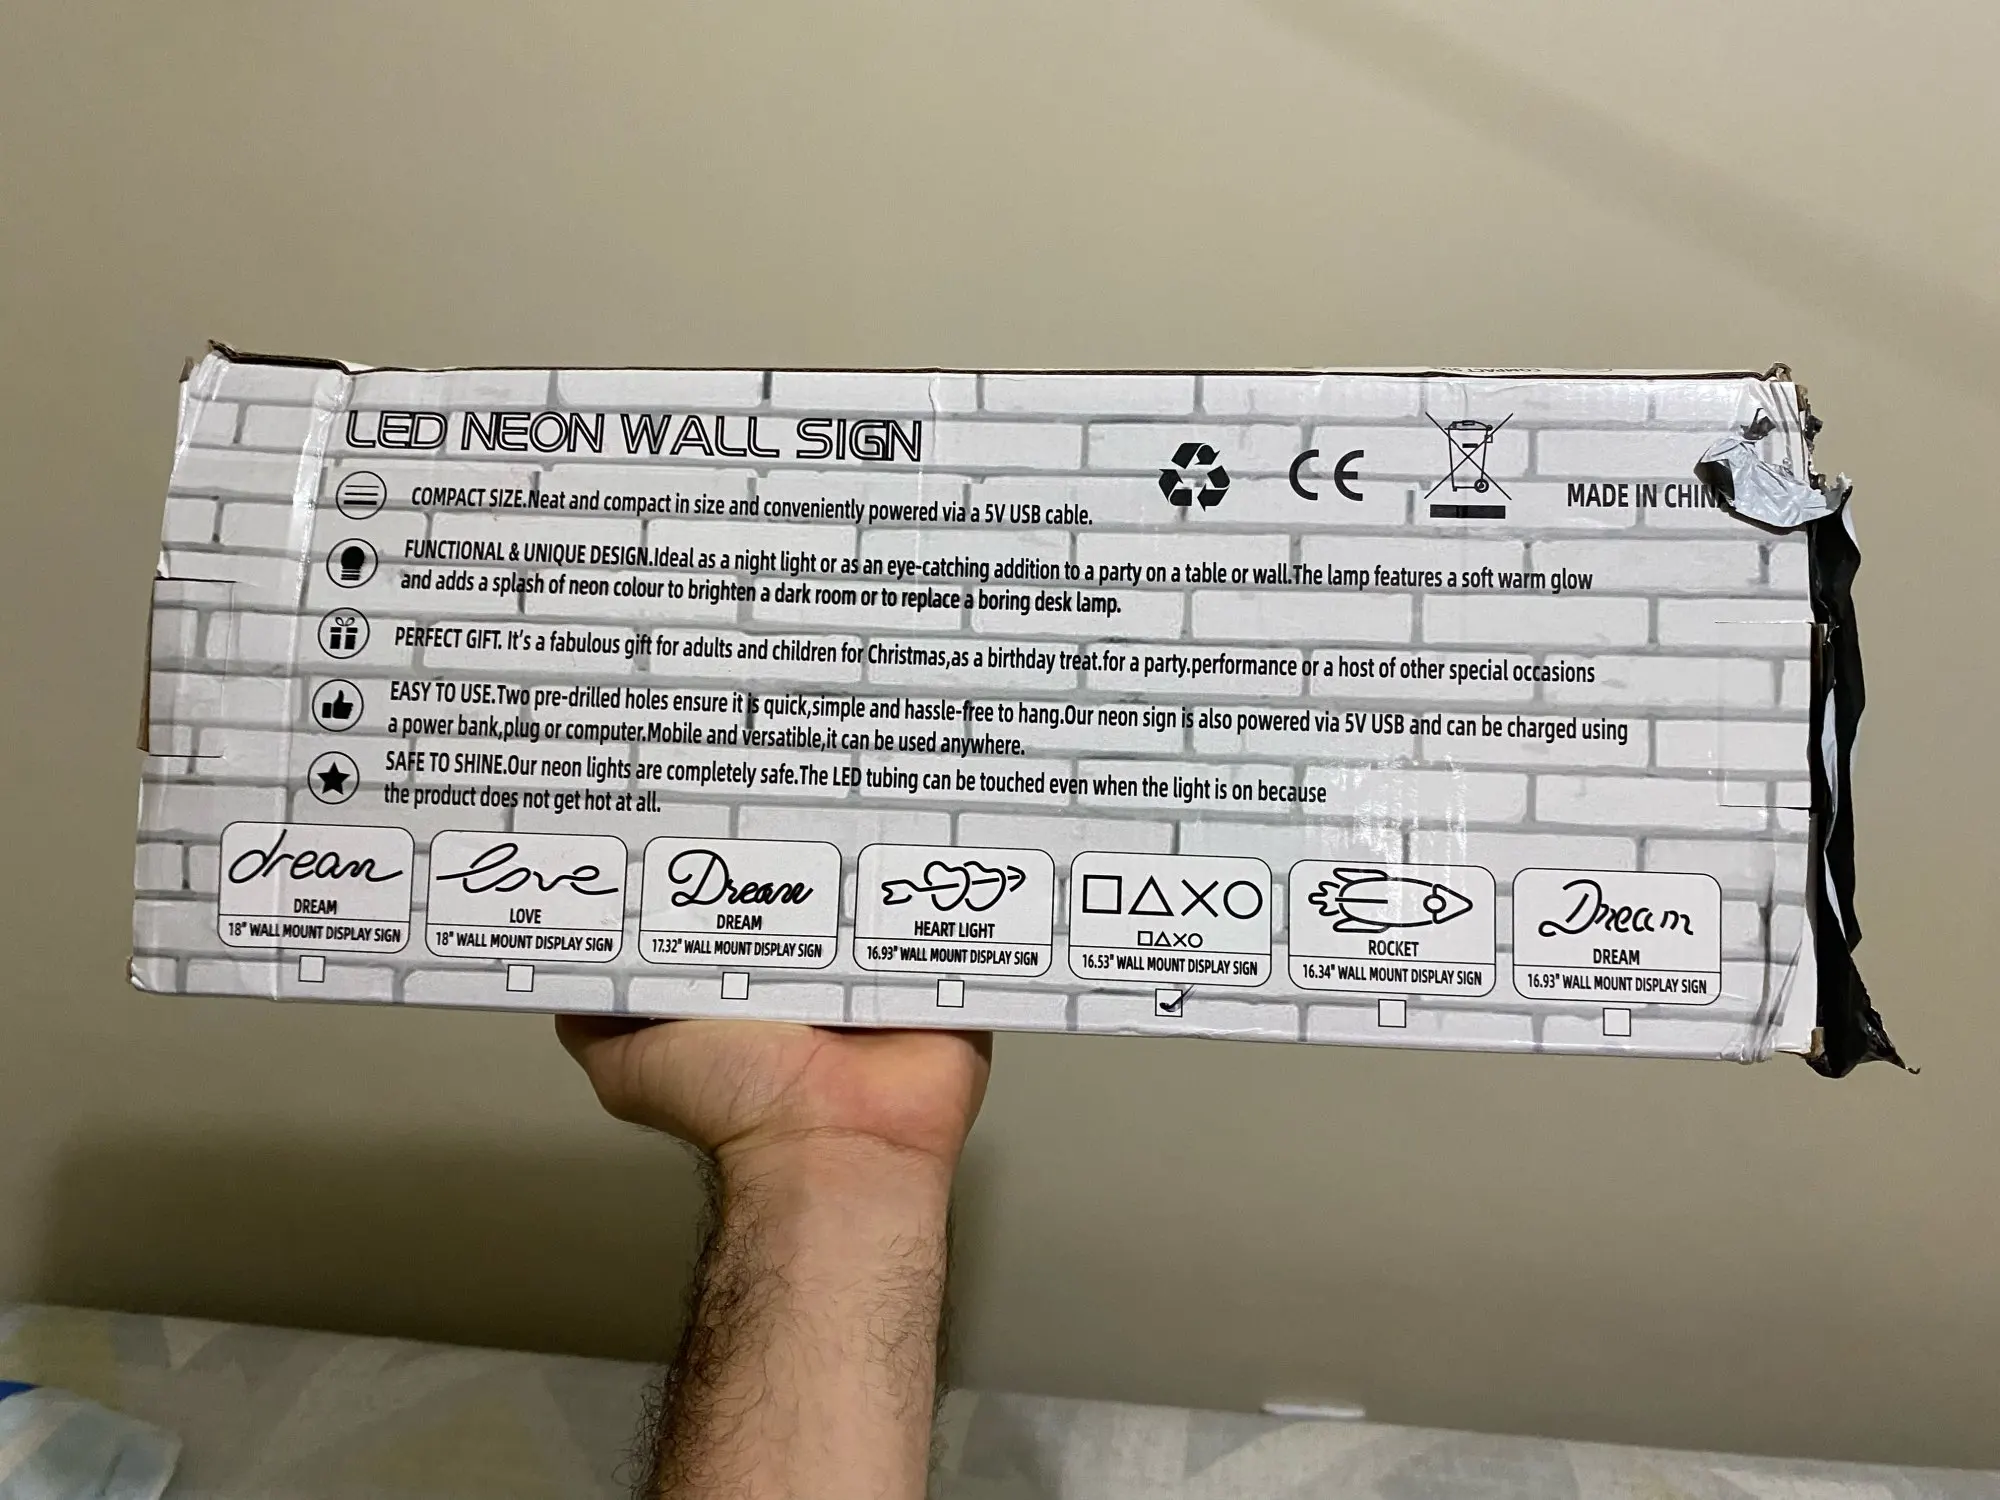 LED NEON WALL SIGN
COMPACT SIZE.Neat and compact in size and conveniently powered via a 5V USB cable.
CE
MADE IN CHIN
FUNCTIONAL & UNIQUE DESIGN.Ideal as a night light or as an eye-catching addition to a party on a table or wall.The lamp features a soft warm glow
and adds a splash of neon colour to brighten a dark room or to replace a boring desk lamp.
PERFECT GIFT. It's a fabulous gift for adults and children for Christmas,as a birthday treat.for a party.performance or a host of other special occasions
EASY TO USE.Two pre-drilled holes ensure it is quick,simple and hassle-free to hang.Our neon sign is also powered via 5V USB and can be charged using
a power bank,plug or computer.Mobile and versatile,it can be used anywhere.
SAFE TO SHINE.Our neon lights are completely safe.The LED tubing can be touched even when the light is on because
the product does not get hot at all.
dream
DREAM
18" WALL MOUNT DISPLAY SIGN
love
LOVE
18" WALL MOUNT DISPLAY SIGN
Dream
DREAM
17.32" WALL MOUNT DISPLAY SIGN
HEART LIGHT
16.93" WALL MOUNT DISPLAY SIGN
□△X○
□△X○
16.53" WALL MOUNT DISPLAY SIGN
ROCKET
16.34" WALL MOUNT DISPLAY SIGN
Dream
DREAM
16.93" WALL MOUNT DISPLAY SIGN